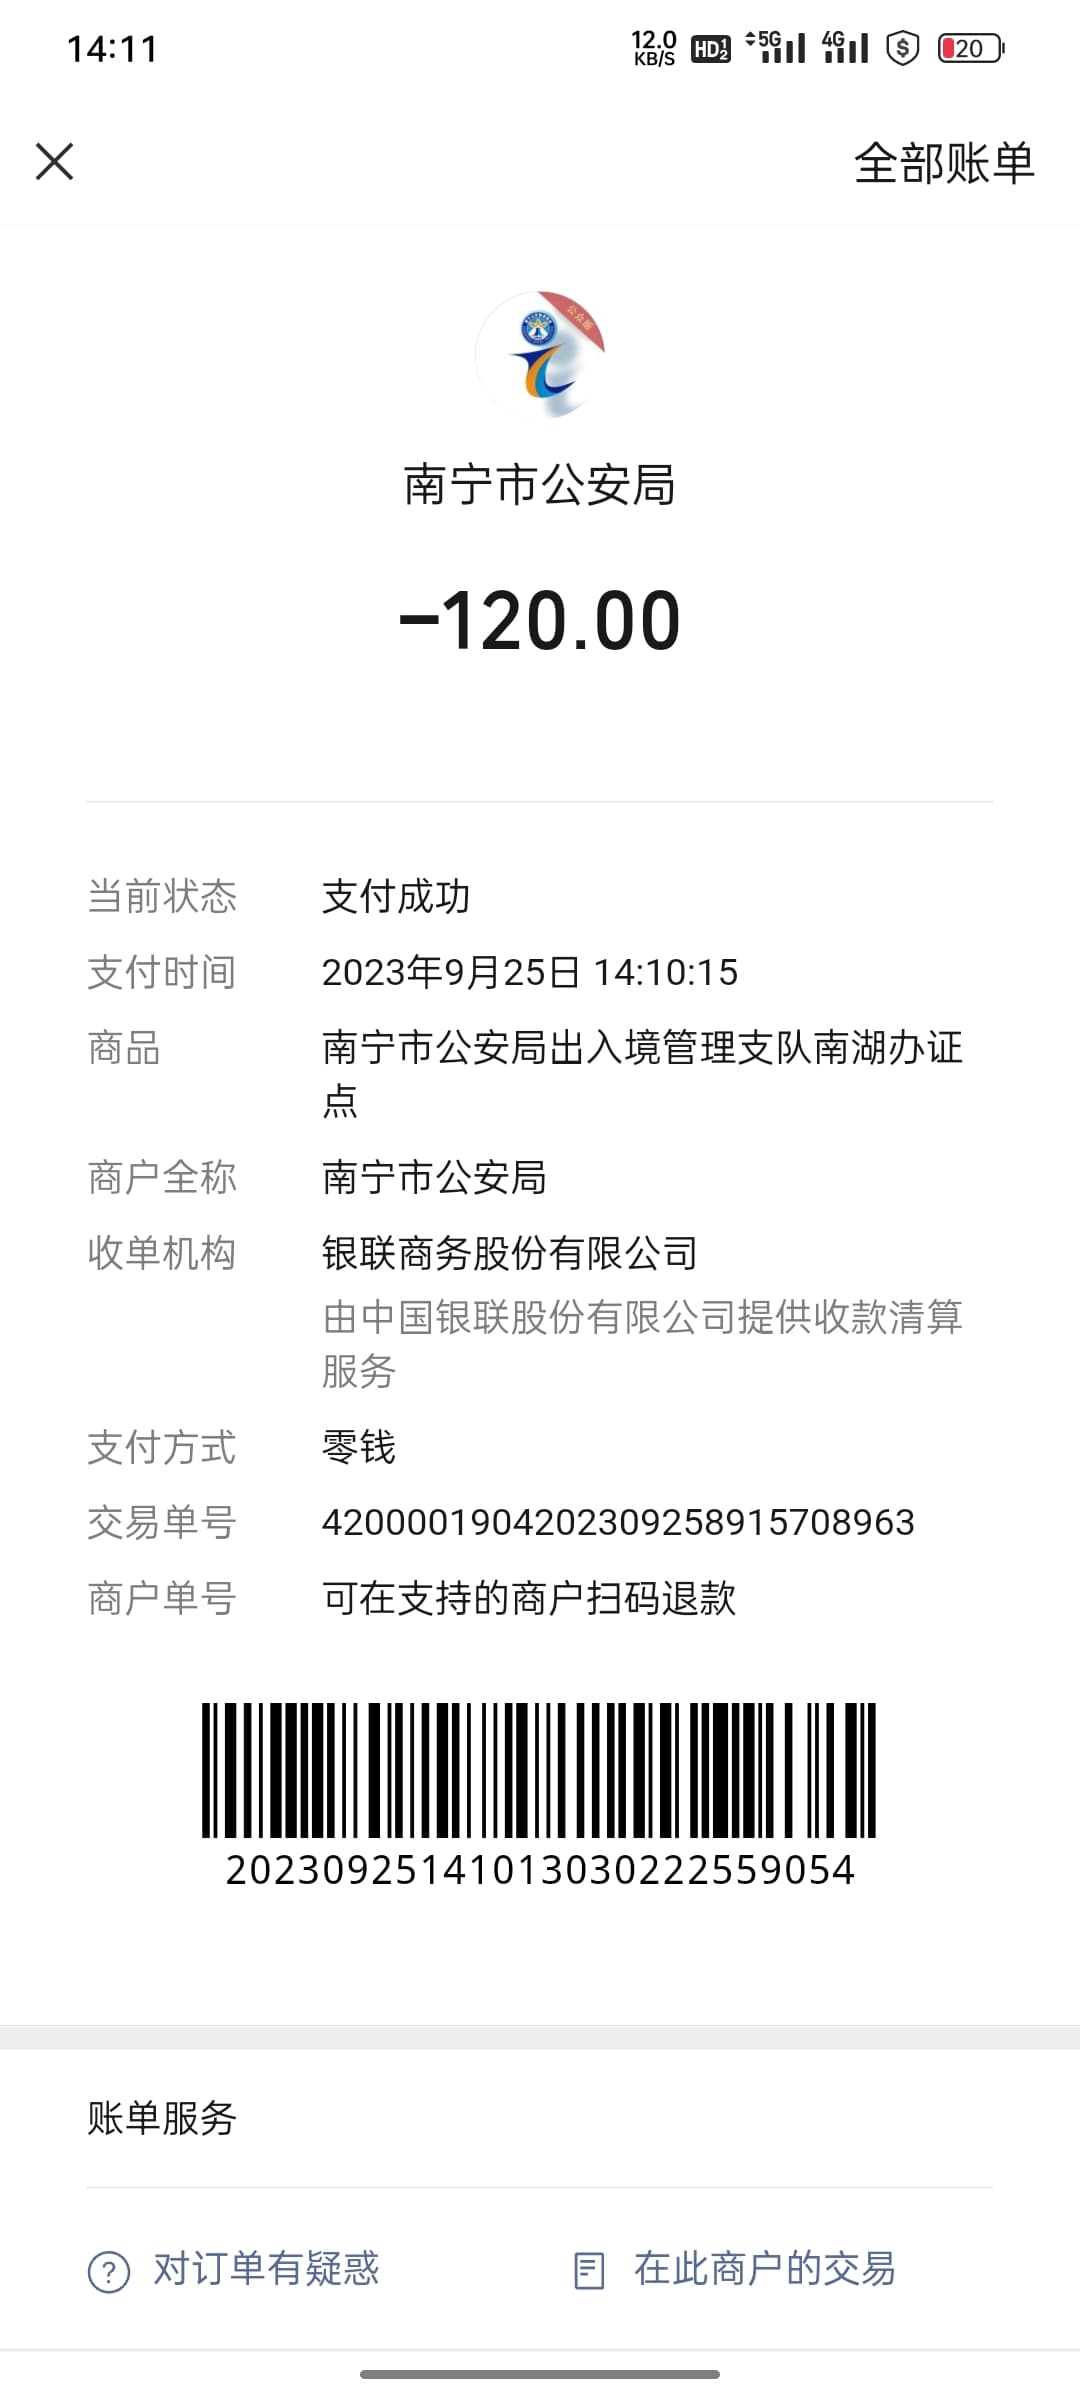 14:11
12.0 KB/S HD 1 2 5G 4G $ 20
全部账单
公众服
南宁市公安局
-120.00
当前状态 支付成功
支付时间 2023年9月25日 14:10:15
商品 南宁市公安局出入境管理支队南湖办证
点
商户全称 南宁市公安局
收单机构 银联商务股份有限公司
由中国银联股份有限公司提供收款清算
服务
支付方式 零钱
交易单号 4200001904202309258915708963
商户单号 可在支持的商户扫码退款
20230925141013030222559054
账单服务
? 对订单有疑惑 在此商户的交易